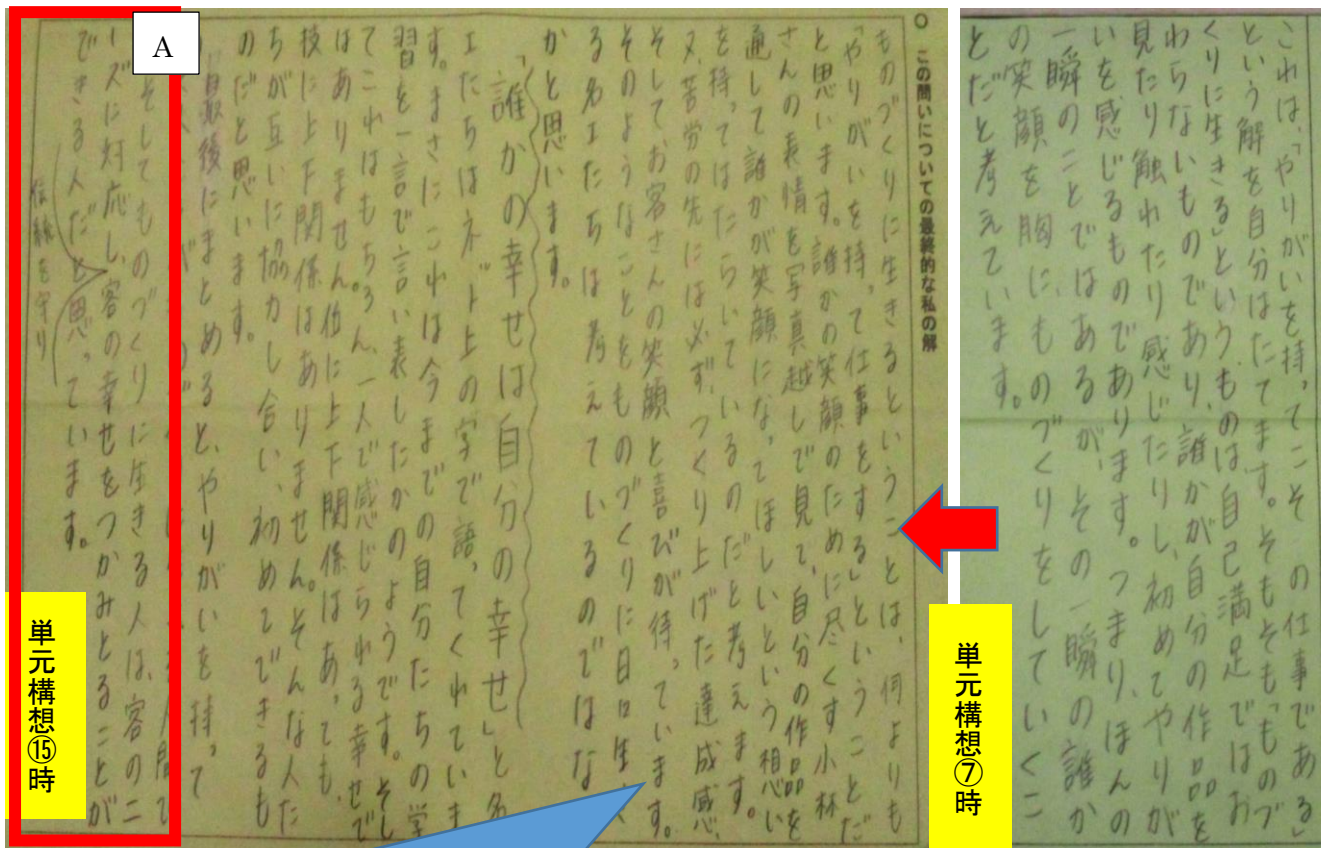 これは、「やりがいを持ってこそ の仕事である」
という解を自分はたてます。そもそも「ものづ
くりに生きる」というものは自己満足ではお
わらないものであり、誰かが自分の作品を
見たり触れたり感じたりし、初めてやりが
いを感じるものであります。つまり、ほんの
一瞬のことではあるが、その一瞬の誰か
の笑顔を胸にものづくりをしていくこ
とだと考えています。
単元構想⑦時
○ この問いについての最終的な私の解
ものづくりに生きるということは、何よりも
「やりがいを持って仕事をする」ということだ
と思います。誰かの笑顔のために尽くす小林
さんの表情を写真越しで見て、自分の作品を
通して誰かが笑顔になってほしいという想い
を持ってはたらいているのだと考えます。
又、苦労の先には必ず、つくり上げた達成感、
そしてお客さんの笑顔と喜びが待っています。
そのようなことをものづくりに日々生
る名工たちは考えているのではな
かと思います。
「誰かの幸せは自分の幸せ」と名
工たちはネット上の字で語ってくれていま
す。まさにこれは今までの自分たちの学
習を一言で言い表したかのようです。そし
てこれはもちろん、一人で感じられる幸せで
はありません。位に上下関係はあっても、
技に上下関係はありません。そんな人た
ちが互いに協力し合い、初めてできるも
のだと思います。
最後にまとめると、やりがいを持って
そしてものづくりに生きる人は、客のニ
ーズに対応し、客の幸せをつかみとることが
できる人だと思っています。
伝統を守り
A
単元構想⑮時